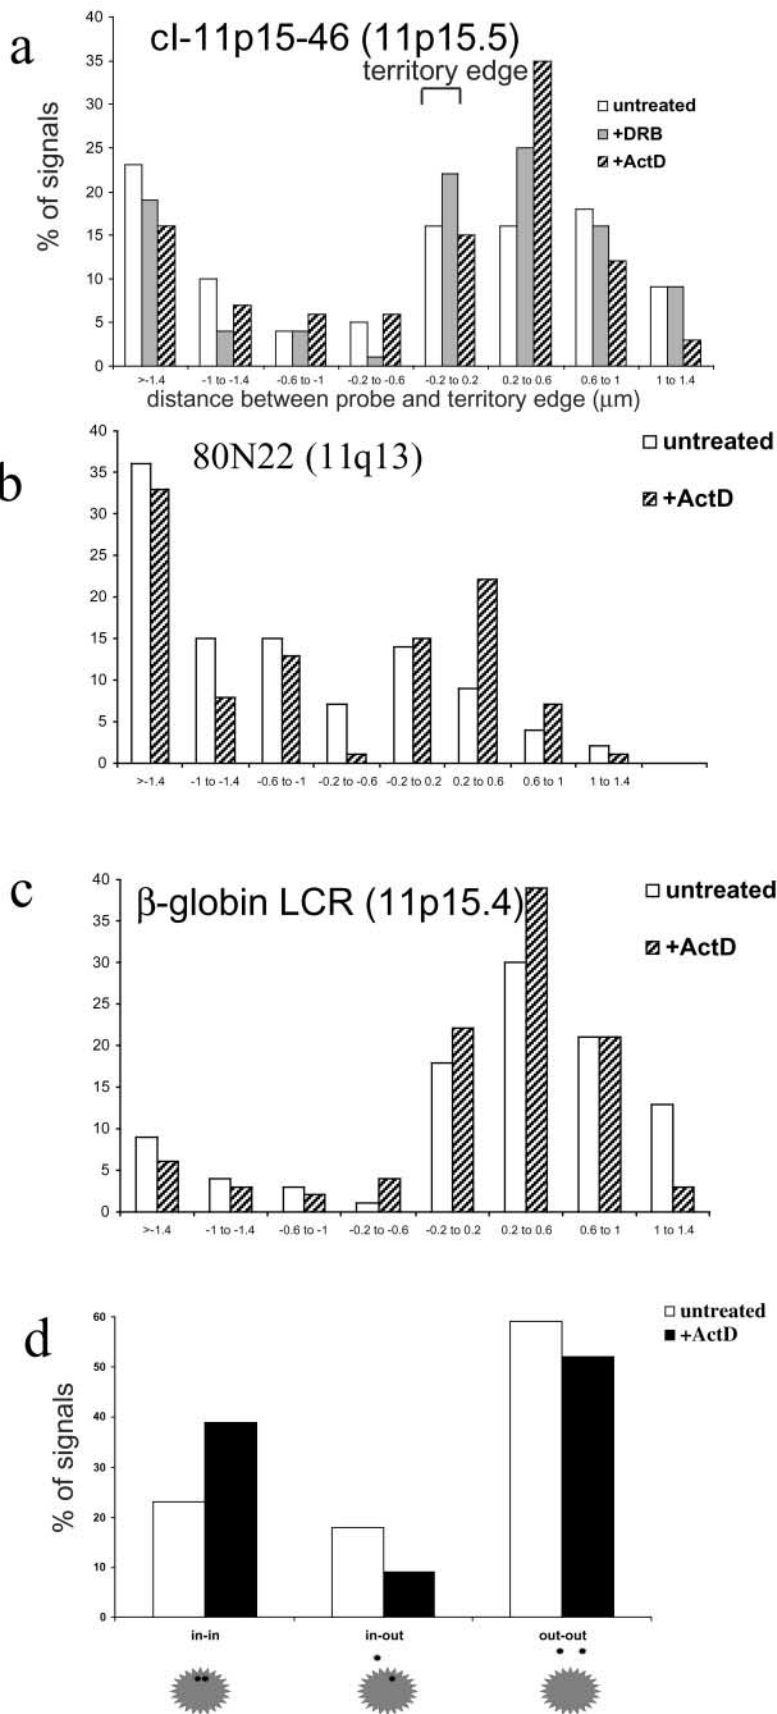 a
cl-11p15-46 (11p15.5)
territory edge
untreated
+DRB
+ActD
% of signals
40
35
30
25
20
15
10
5
0
>-1.4 -1 to -1.4 -0.6 to -1 -0.2 to -0.6 -0.2 to 0.2 0.2 to 0.6 0.6 to 1 1 to 1.4
distance between probe and territory edge (μm)
b
80N22 (11q13)
untreated
+ActD
40
35
30
25
20
15
10
5
0
>-1.4 -1 to -1.4 -0.6 to -1 -0.2 to -0.6 -0.2 to 0.2 0.2 to 0.6 0.6 to 1 1 to 1.4
c
β-globin LCR (11p15.4)
untreated
+ActD
40
35
30
25
20
15
10
5
0
>-1.4 -1 to -1.4 -0.6 to -1 -0.2 to -0.6 -0.2 to 0.2 0.2 to 0.6 0.6 to 1 1 to 1.4
d
untreated
+ActD
% of signals
60
50
40
30
20
10
0
in-in in-out out-out